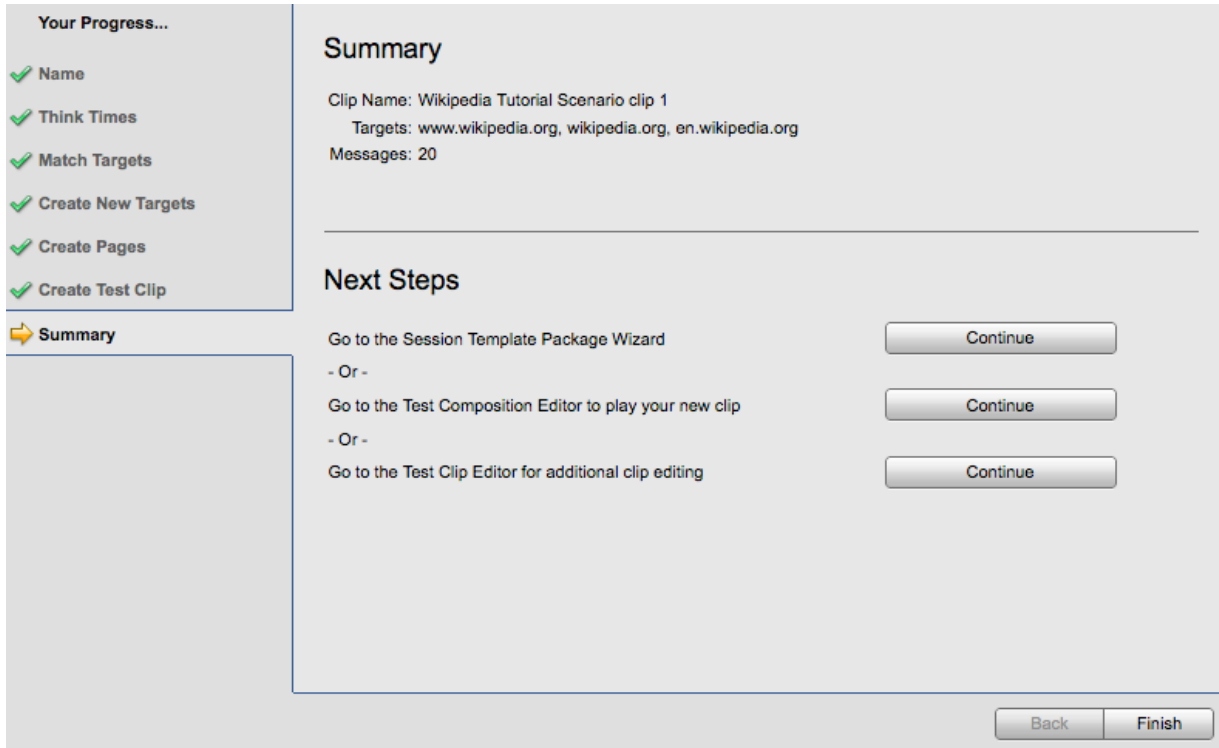 Your Progress...
Name
Think Times
Match Targets
Create New Targets
Create Pages
Create Test Clip
Summary
Summary
Clip Name: Wikipedia Tutorial Scenario clip 1
Targets: www.wikipedia.org, wikipedia.org, en.wikipedia.org
Messages: 20
Next Steps
Go to the Session Template Package Wizard
Continue
- Or -
Go to the Test Composition Editor to play your new clip
Continue
- Or -
Go to the Test Clip Editor for additional clip editing
Continue
Back
Finish